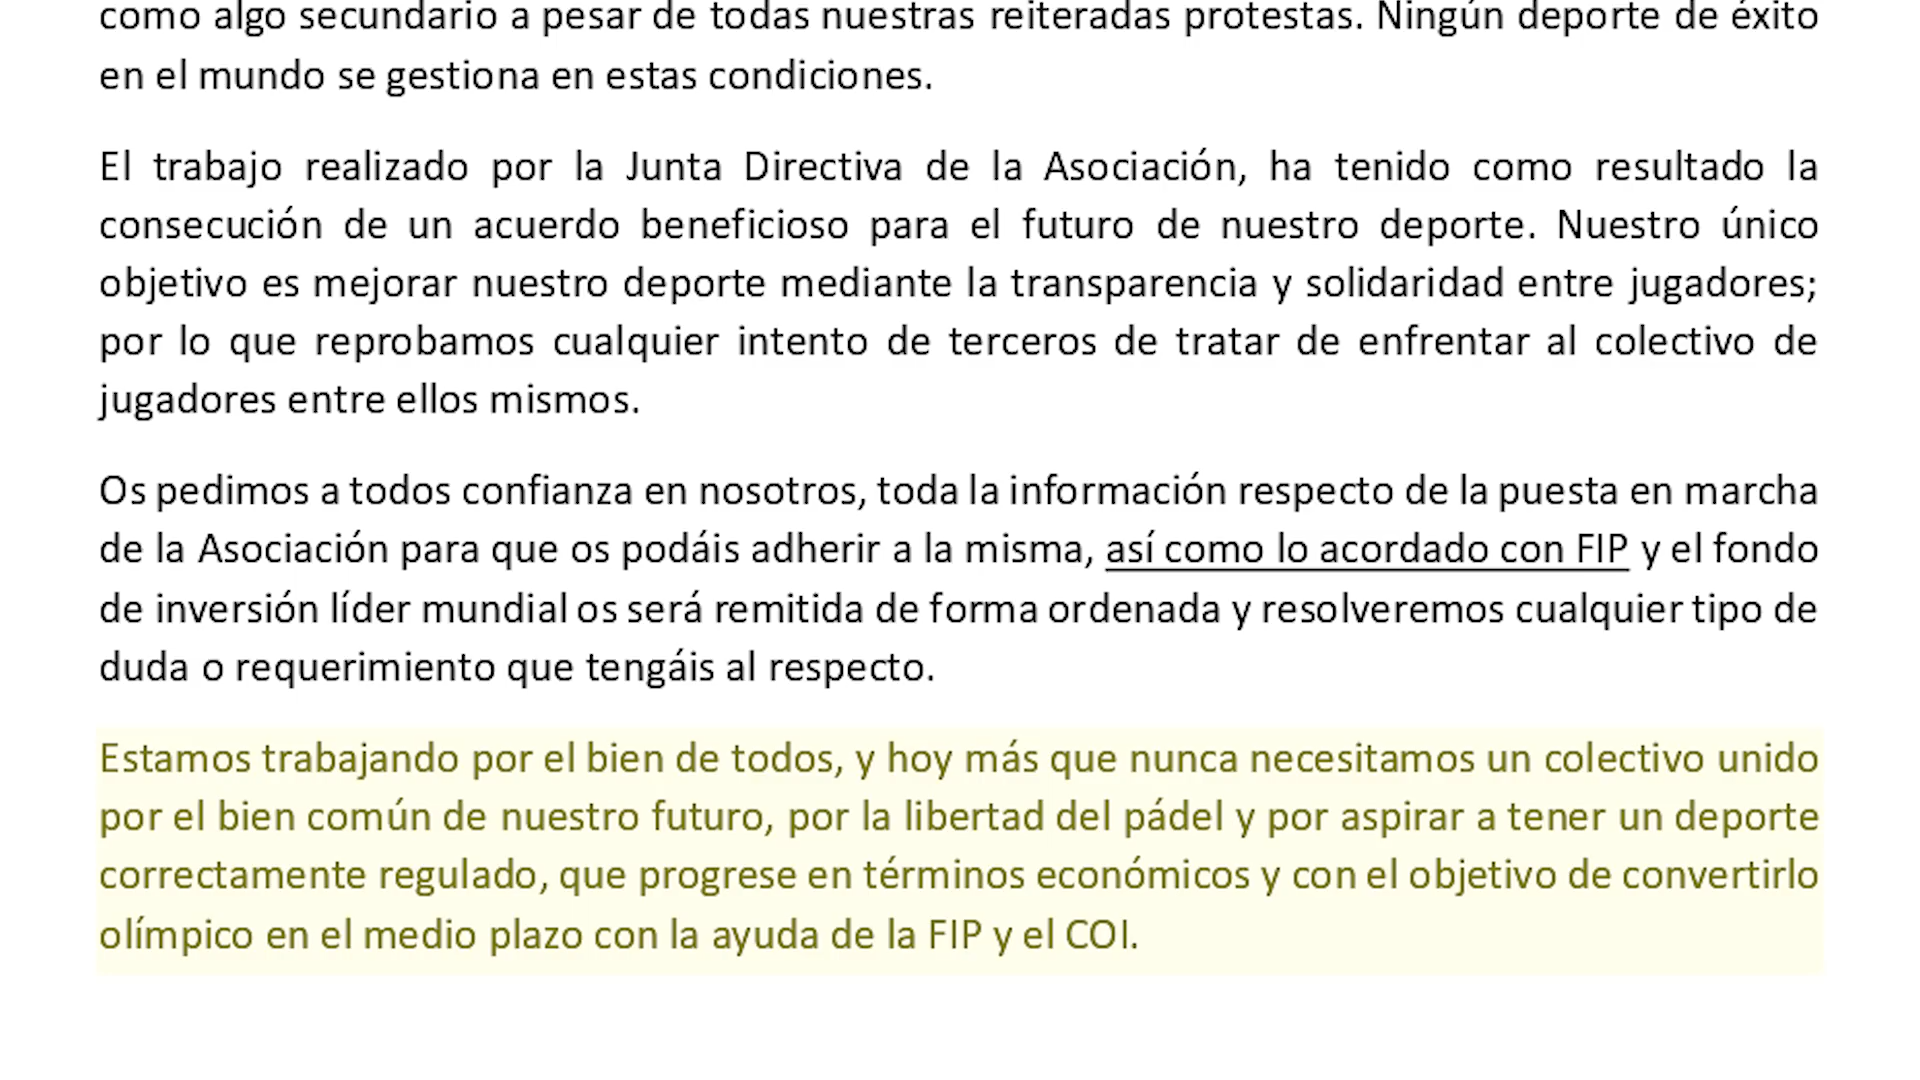 como algo secundario a pesar de todas nuestras reiteradas protestas. Ningún deporte de éxito
en el mundo se gestiona en estas condiciones.
El trabajo realizado por la Junta Directiva de la Asociación, ha tenido como resultado la
consecución de un acuerdo beneficioso para el futuro de nuestro deporte. Nuestro único
objetivo es mejorar nuestro deporte mediante la transparencia y solidaridad entre jugadores;
por lo que reprobamos cualquier intento de terceros de tratar de enfrentar al colectivo de
jugadores entre ellos mismos.
Os pedimos a todos confianza en nosotros, toda la información respecto de la puesta en marcha
de la Asociación para que os podáis adherir a la misma, así como lo acordado con FIP y el fondo
de inversión líder mundial os será remitida de forma ordenada y resolveremos cualquier tipo de
duda o requerimiento que tengáis al respecto.
Estamos trabajando por el bien de todos, y hoy más que nunca necesitamos un colectivo unido
por el bien común de nuestro futuro, por la libertad del pádel y por aspirar a tener un deporte
correctamente regulado, que progrese en términos económicos y con el objetivo de convertirlo
olímpico en el medio plazo con la ayuda de la FIP y el COI.